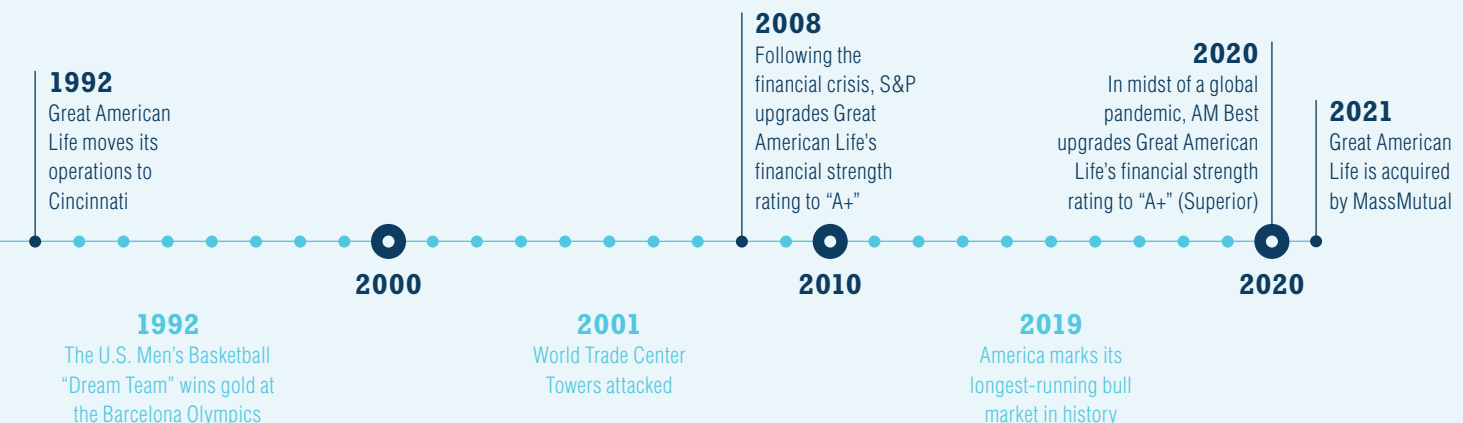 1992
Great American
Life moves its
operations to
Cincinnati
2008
Following the
financial crisis, S&P
upgrades Great
American Life’s
financial strength
rating to “A+”
2020
In midst of a global
pandemic, AM Best
upgrades Great American
Life’s financial strength
rating to “A+” (Superior)
2021
Great American
Life is acquired
by MassMutual
2000
2010
2020
1992
The U.S. Men’s Basketball
“Dream Team” wins gold at
the Barcelona Olympics
2001
World Trade Center
Towers attacked
2019
America marks its
longest-running bull
market in history